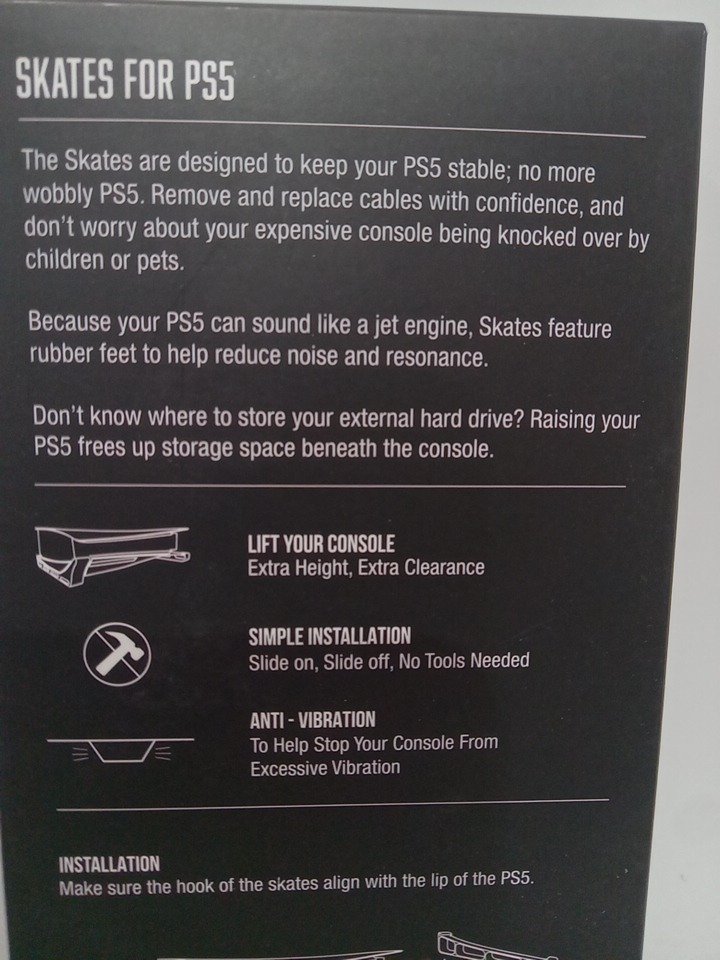 SKATES FOR PS5
The Skates are designed to keep your PS5 stable; no more
wobbly PS5. Remove and replace cables with confidence, and
don't worry about your expensive console being knocked over by
children or pets.
Because your PS5 can sound like a jet engine, Skates feature
rubber feet to help reduce noise and resonance.
Don't know where to store your external hard drive? Raising your
PS5 frees up storage space beneath the console.
LIFT YOUR CONSOLE
Extra Height, Extra Clearance
SIMPLE INSTALLATION
Slide on, Slide off, No Tools Needed
ANTI - VIBRATION
To Help Stop Your Console From
Excessive Vibration
INSTALLATION
Make sure the hook of the skates align with the lip of the PS5.